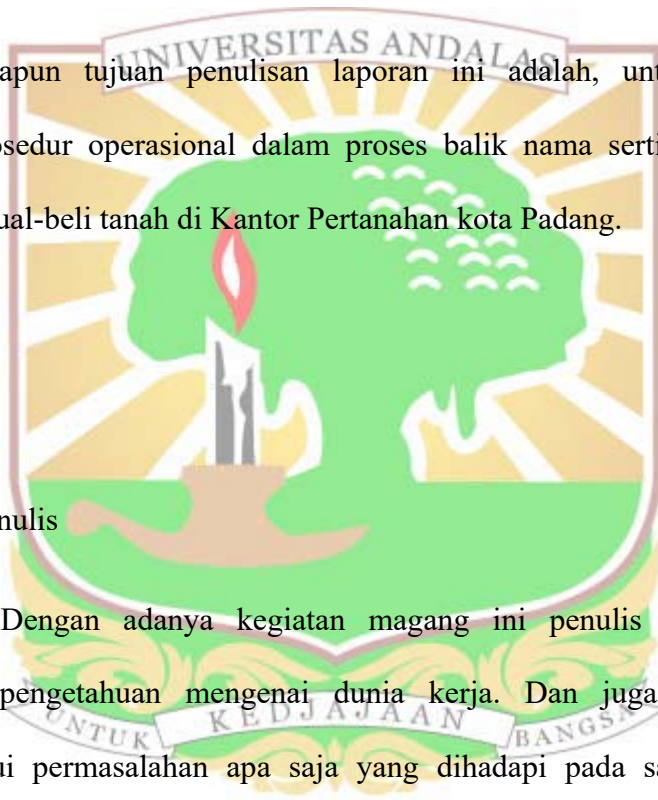 UNIVERSITAS ANDALAS
apun tujuan penulisan laporan ini adalah, unt
osedur operasional dalam proses balik nama serti
ual-beli tanah di Kantor Pertanahan kota Padang.
nulis
Dengan adanya kegiatan magang ini penulis
pengetahuan mengenai dunia kerja. Dan juga
UNTUK KEDJAJAAN BANGSA
ui permasalahan apa saja yang dihadapi pada sa